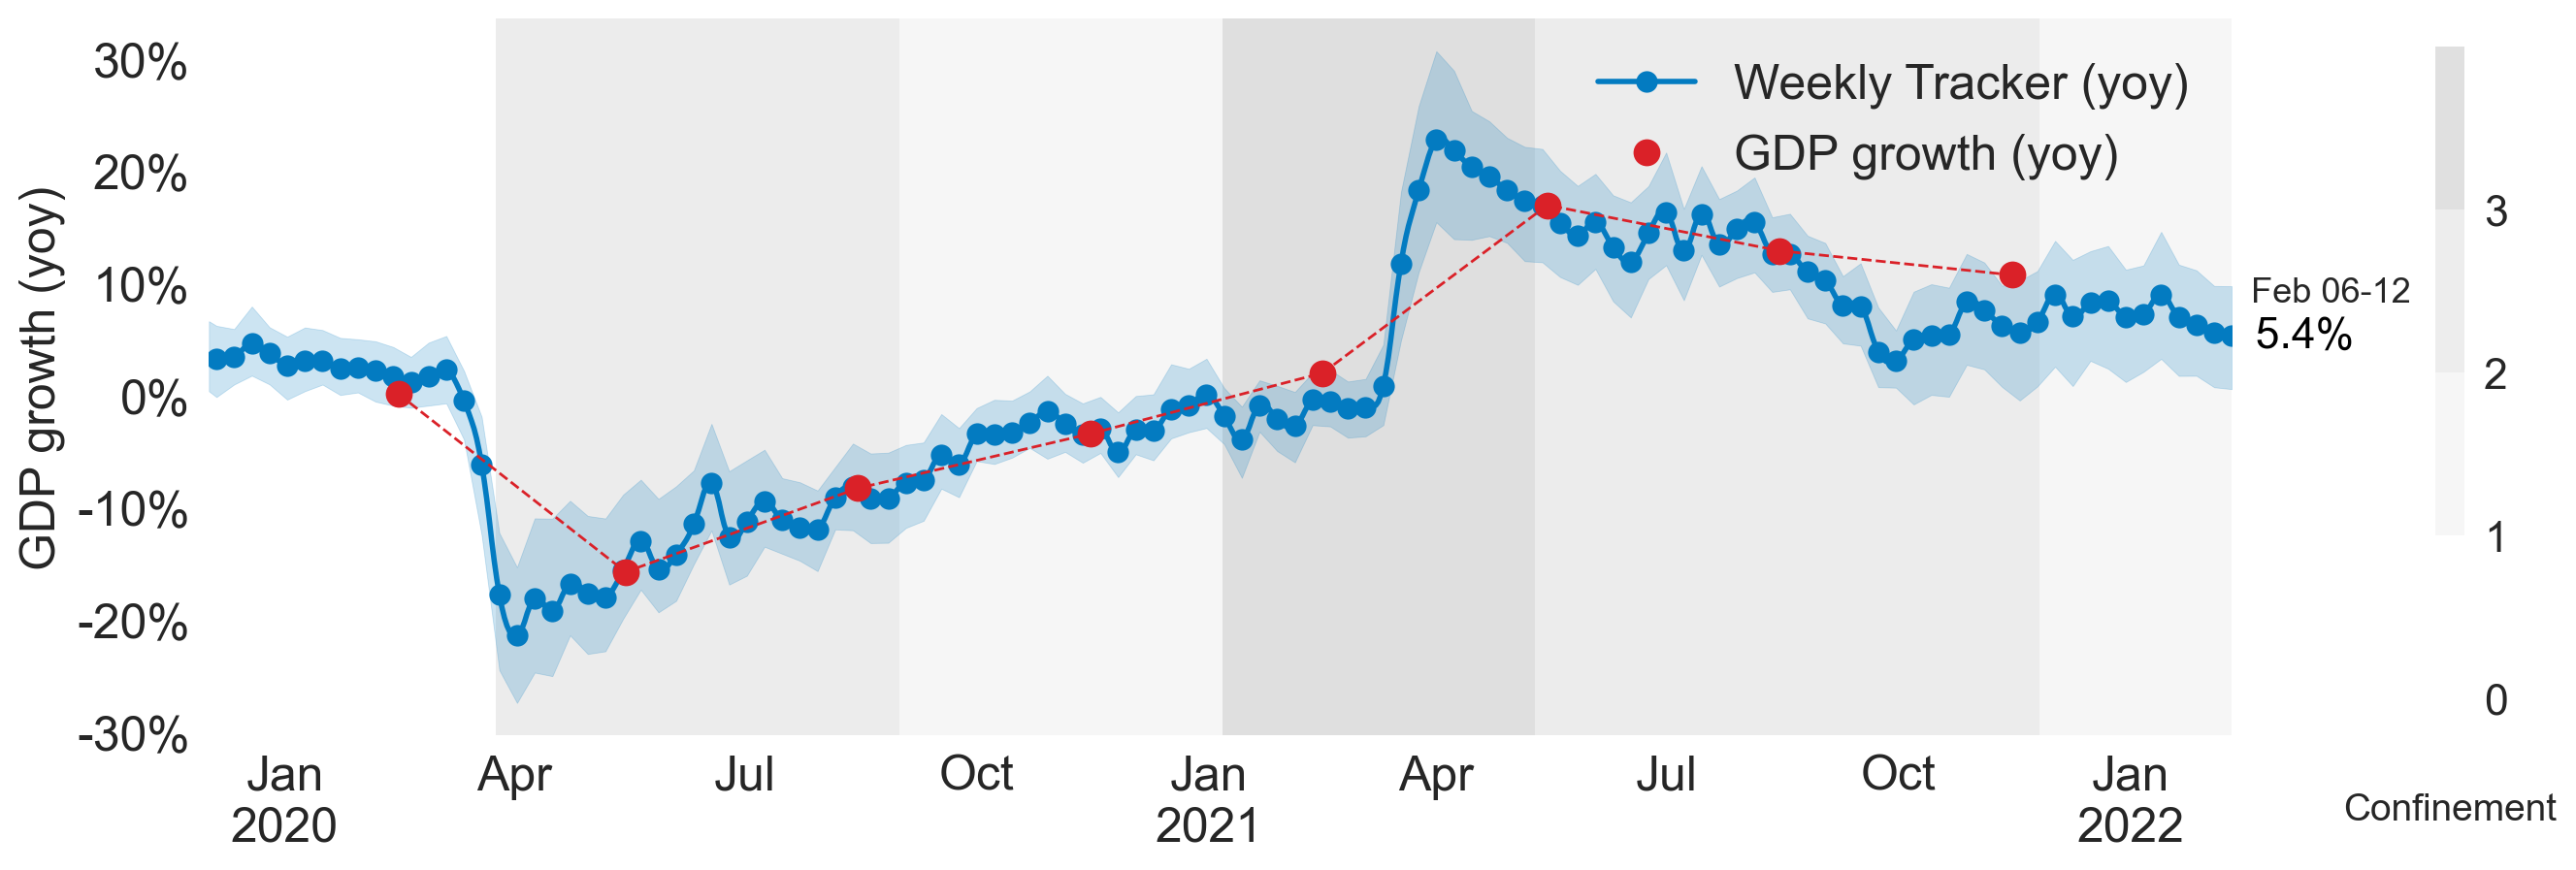 GDP growth (yoy)
30%
20%
10%
0%
-10%
-20%
-30%
Weekly Tracker (yoy)
GDP growth (yoy)
Feb 06-12
5.4%
3
2
1
0
Confinement
Jan Apr Jul Oct Jan Apr Jul Oct Jan
2020 2021 2022